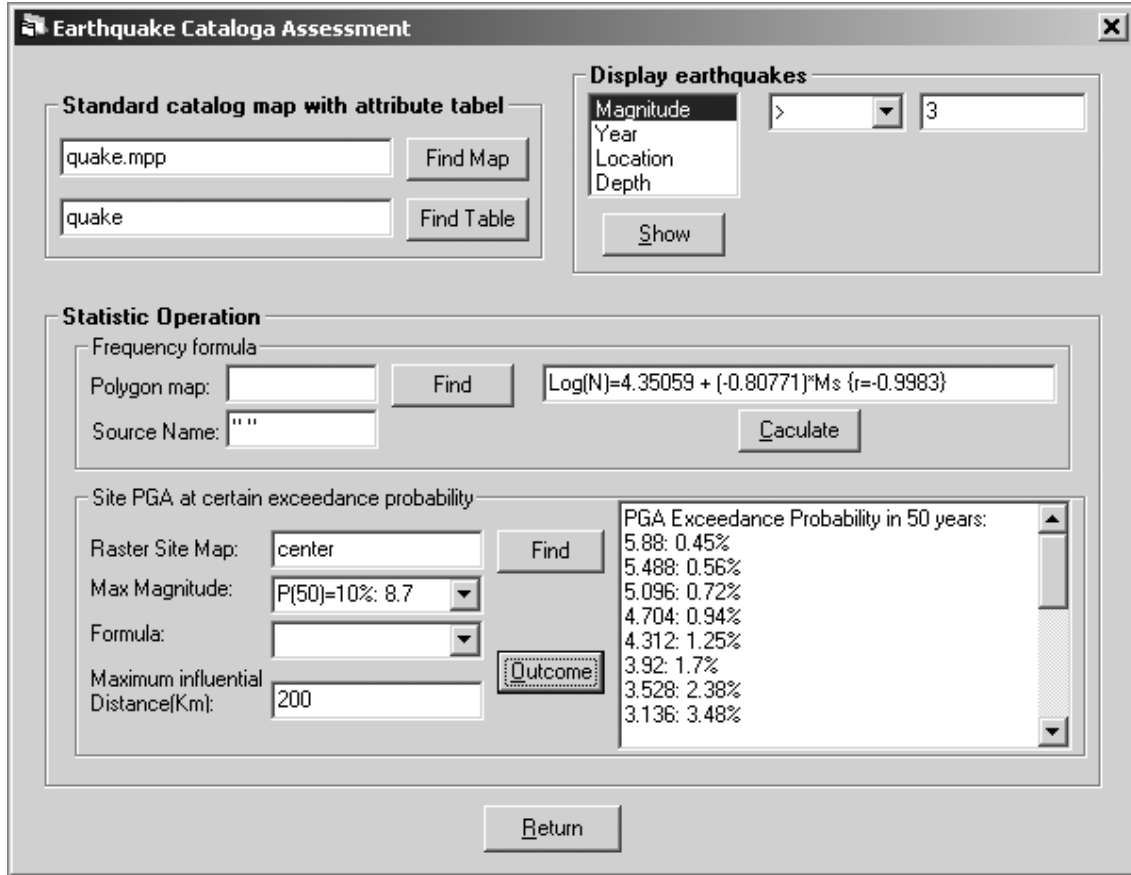 Earthquake Cataloga Assessment
Standard catalog map with attribute tabel
quake.mpp
Find Map
quake
Find Table
Display earthquakes
Magnitude
Year
Location
Depth
>
3
Show
Statistic Operation
Frequency formula
Polygon map:
Find
Log(N)=4.35059 + (-0.80771)*Ms {r=-0.9983}
Source Name:
" "
Caculate
Site PGA at certain exceedance probability
Raster Site Map:
center
Find
Max Magnitude:
P(50)=10%: 8.7
Formula:
Maximum influential
Distance(Km):
200
Outcome
PGA Exceedance Probability in 50 years:
5.88: 0.45%
5.488: 0.56%
5.096: 0.72%
4.704: 0.94%
4.312: 1.25%
3.92: 1.7%
3.528: 2.38%
3.136: 3.48%
Return